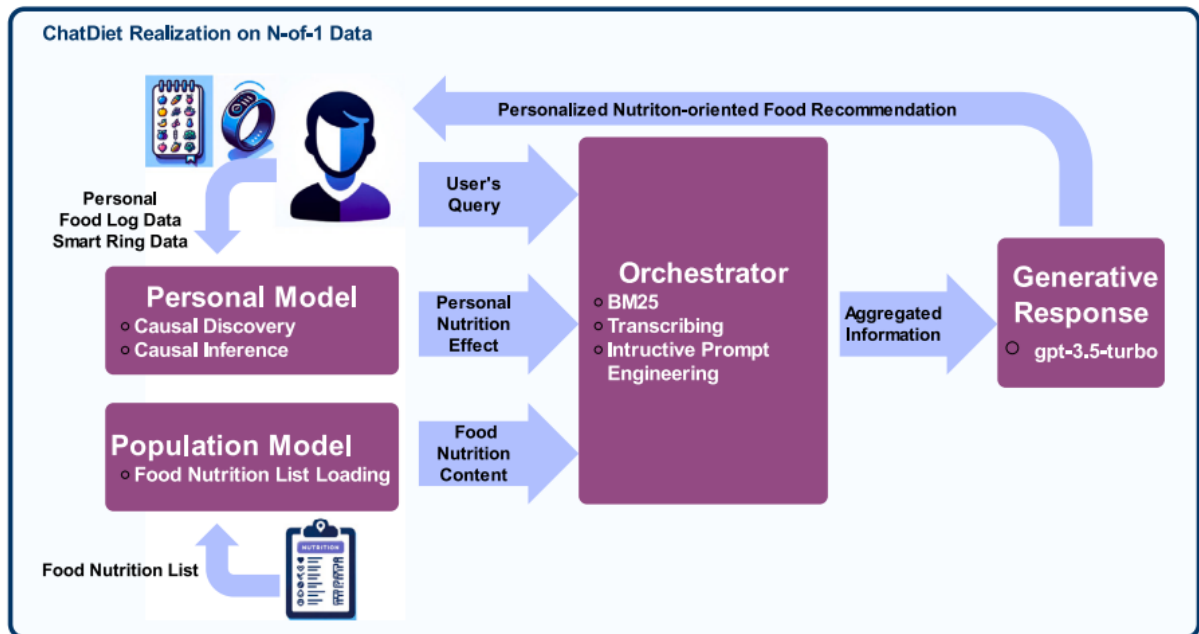 ChatDiet Realization on N-of-1 Data
Personalized Nutriton-oriented Food Recommendation
User's
Query
Personal
Food Log Data
Smart Ring Data
Personal Model
Causal Discovery
Causal Inference
Personal
Nutrition
Effect
Orchestrator
BM25
Transcribing
Intructive Prompt
Engineering
Aggregated
Information
Generative
Response
gpt-3.5-turbo
Population Model
Food Nutrition List Loading
Food
Nutrition
Content
NUTRITION
Food Nutrition List